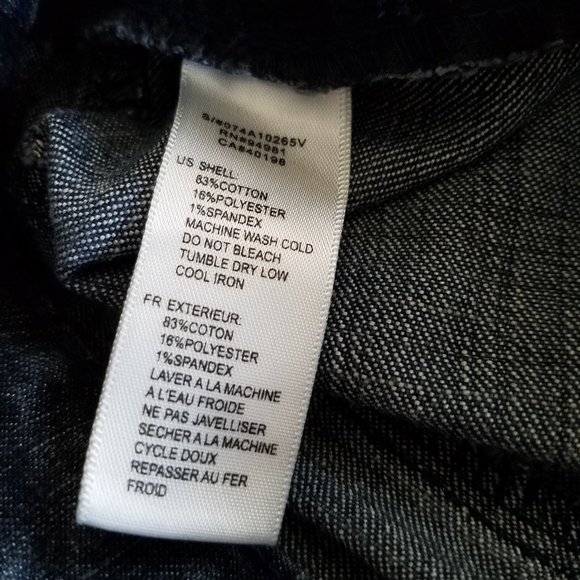 S/#074A10265V
RN#94981
CA#40198
US SHELL:
83%COTTON
16%POLYESTER
1%SPANDEX
MACHINE WASH COLD
DO NOT BLEACH
TUMBLE DRY LOW
COOL IRON
FR EXTERIEUR:
83%COTON
16%POLYESTER
1%SPANDEX
LAVER A LA MACHINE
A L'EAU FROIDE
NE PAS JAVELLISER
SECHER A LA MACHINE
CYCLE DOUX
REPASSER AU FER
FROID